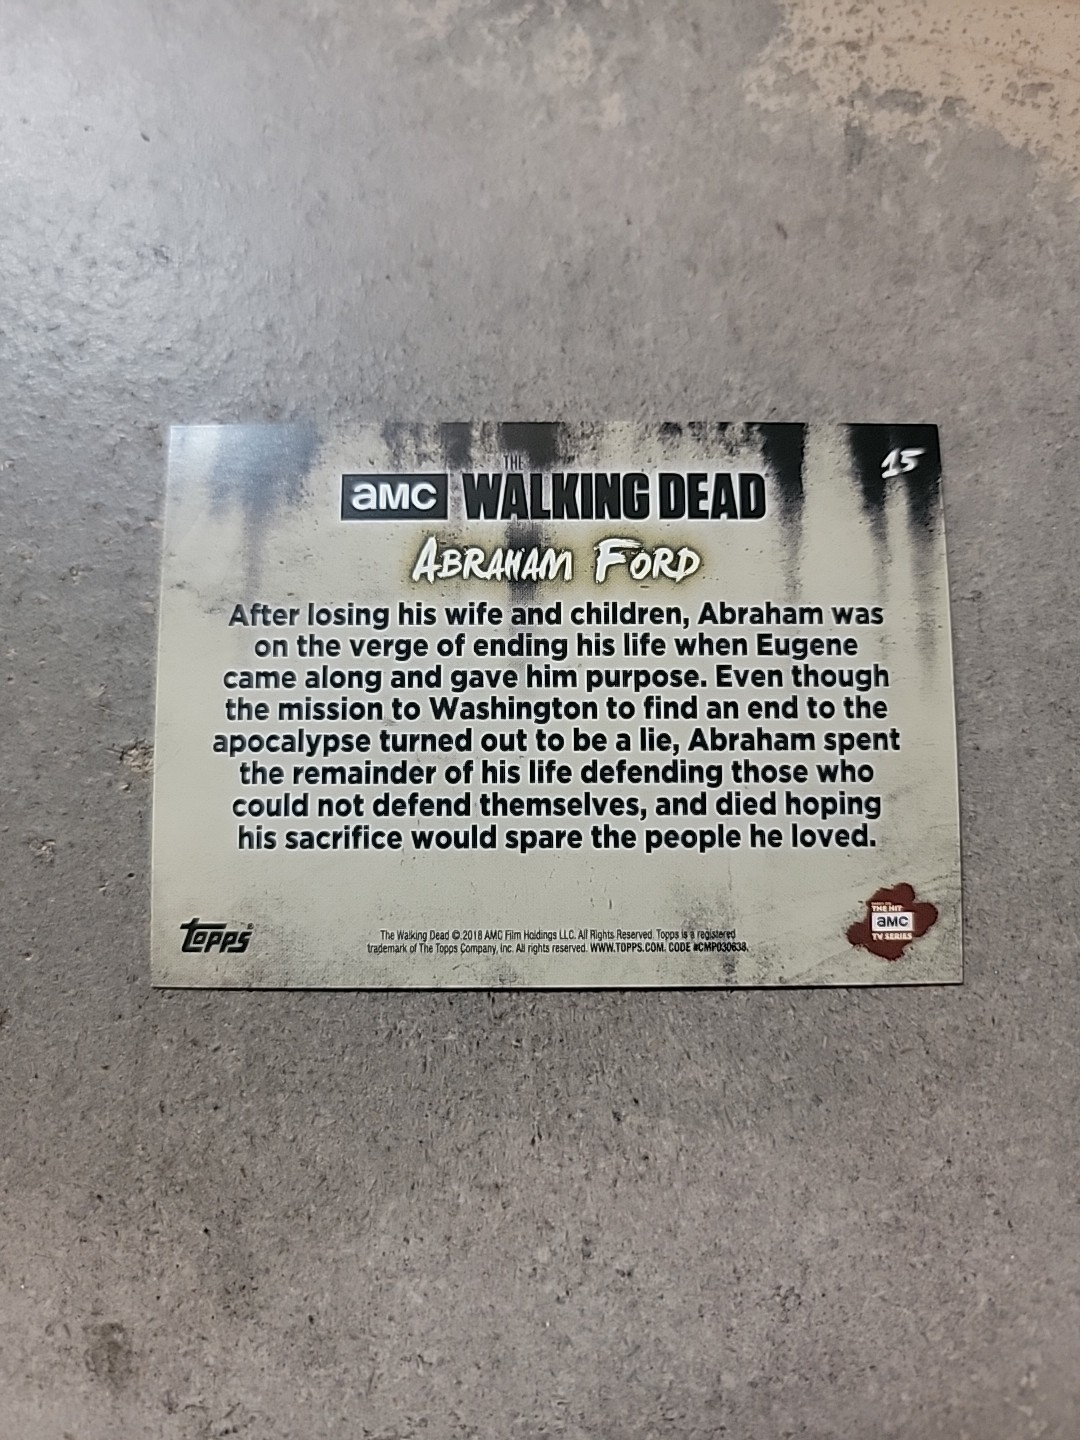 15
THE
aMC WALKING DEAD
ABRAHAM FORD
After losing his wife and children, Abraham was
on the verge of ending his life when Eugene
came along and gave him purpose. Even though
the mission to Washington to find an end to the
apocalypse turned out to be a lie, Abraham spent
the remainder of his life defending those who
could not defend themselves, and died hoping
his sacrifice would spare the people he loved.
topps
The Walking Dead © 2018 AMC Film Holdings LLC. All Rights Reserved. Topps is a registered
trademark of The Topps Company, Inc. All rights reserved. WWW.TOPPS.COM. CODE #CMP030638.
THE HIT
aMC
TV SERIES